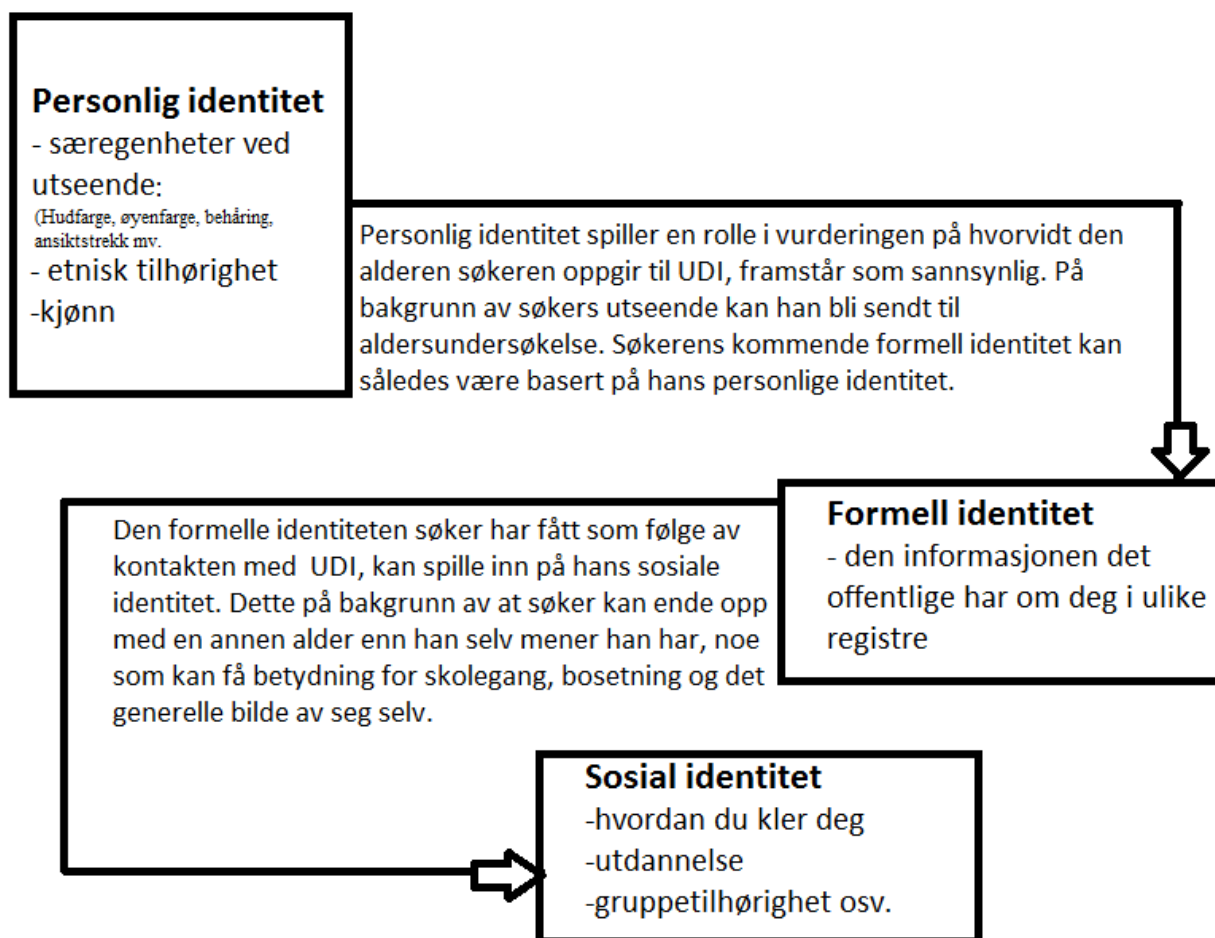 Personlig identitet
- særegenheter ved
utseende:
(Hudfarge, øyenfarge, behåring,
ansiktstrekk mv.
- etnisk tilhørighet
-kjønn
Personlig identitet spiller en rolle i vurderingen på hvorvidt den
alderen søkeren oppgir til UDI, framstår som sannsynlig. På
bakgrunn av søkers utseende kan han bli sendt til
aldersundersøkelse. Søkerens kommende formell identitet kan
således være basert på hans personlige identitet.
Formell identitet
- den informasjonen det
offentlige har om deg i ulike
registre
Den formelle identiteten søker har fått som følge av
kontakten med UDI, kan spille inn på hans sosiale
identitet. Dette på bakgrunn av at søker kan ende opp
med en annen alder enn han selv mener han har, noe
som kan få betydning for skolegang, bosetning og det
generelle bilde av seg selv.
Sosial identitet
-hvordan du kler deg
-utdannelse
-gruppetilhørighet osv.